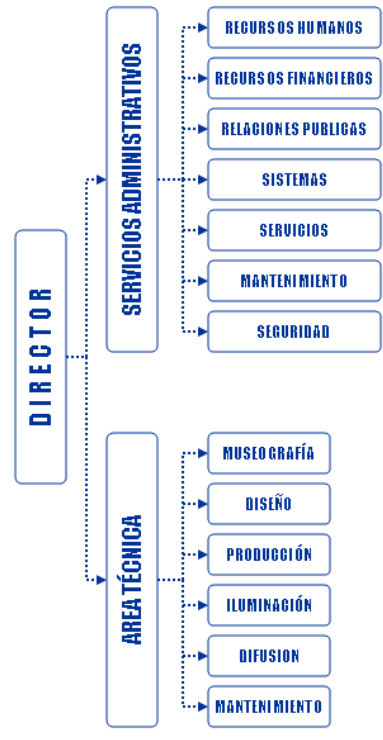 DIRECTOR
SERVICIOS ADMINISTRATIVOS
RECURSOS HUMANOS
RECURSOS FINANCIEROS
RELACIONES PUBLICAS
SISTEMAS
SERVICIOS
MANTENIMIENTO
SEGURIDAD
AREA TÉCNICA
MUSEOGRAFÍA
DISEÑO
PRODUCCIÓN
ILUMINACIÓN
DIFUSION
MANTENIMIENTO